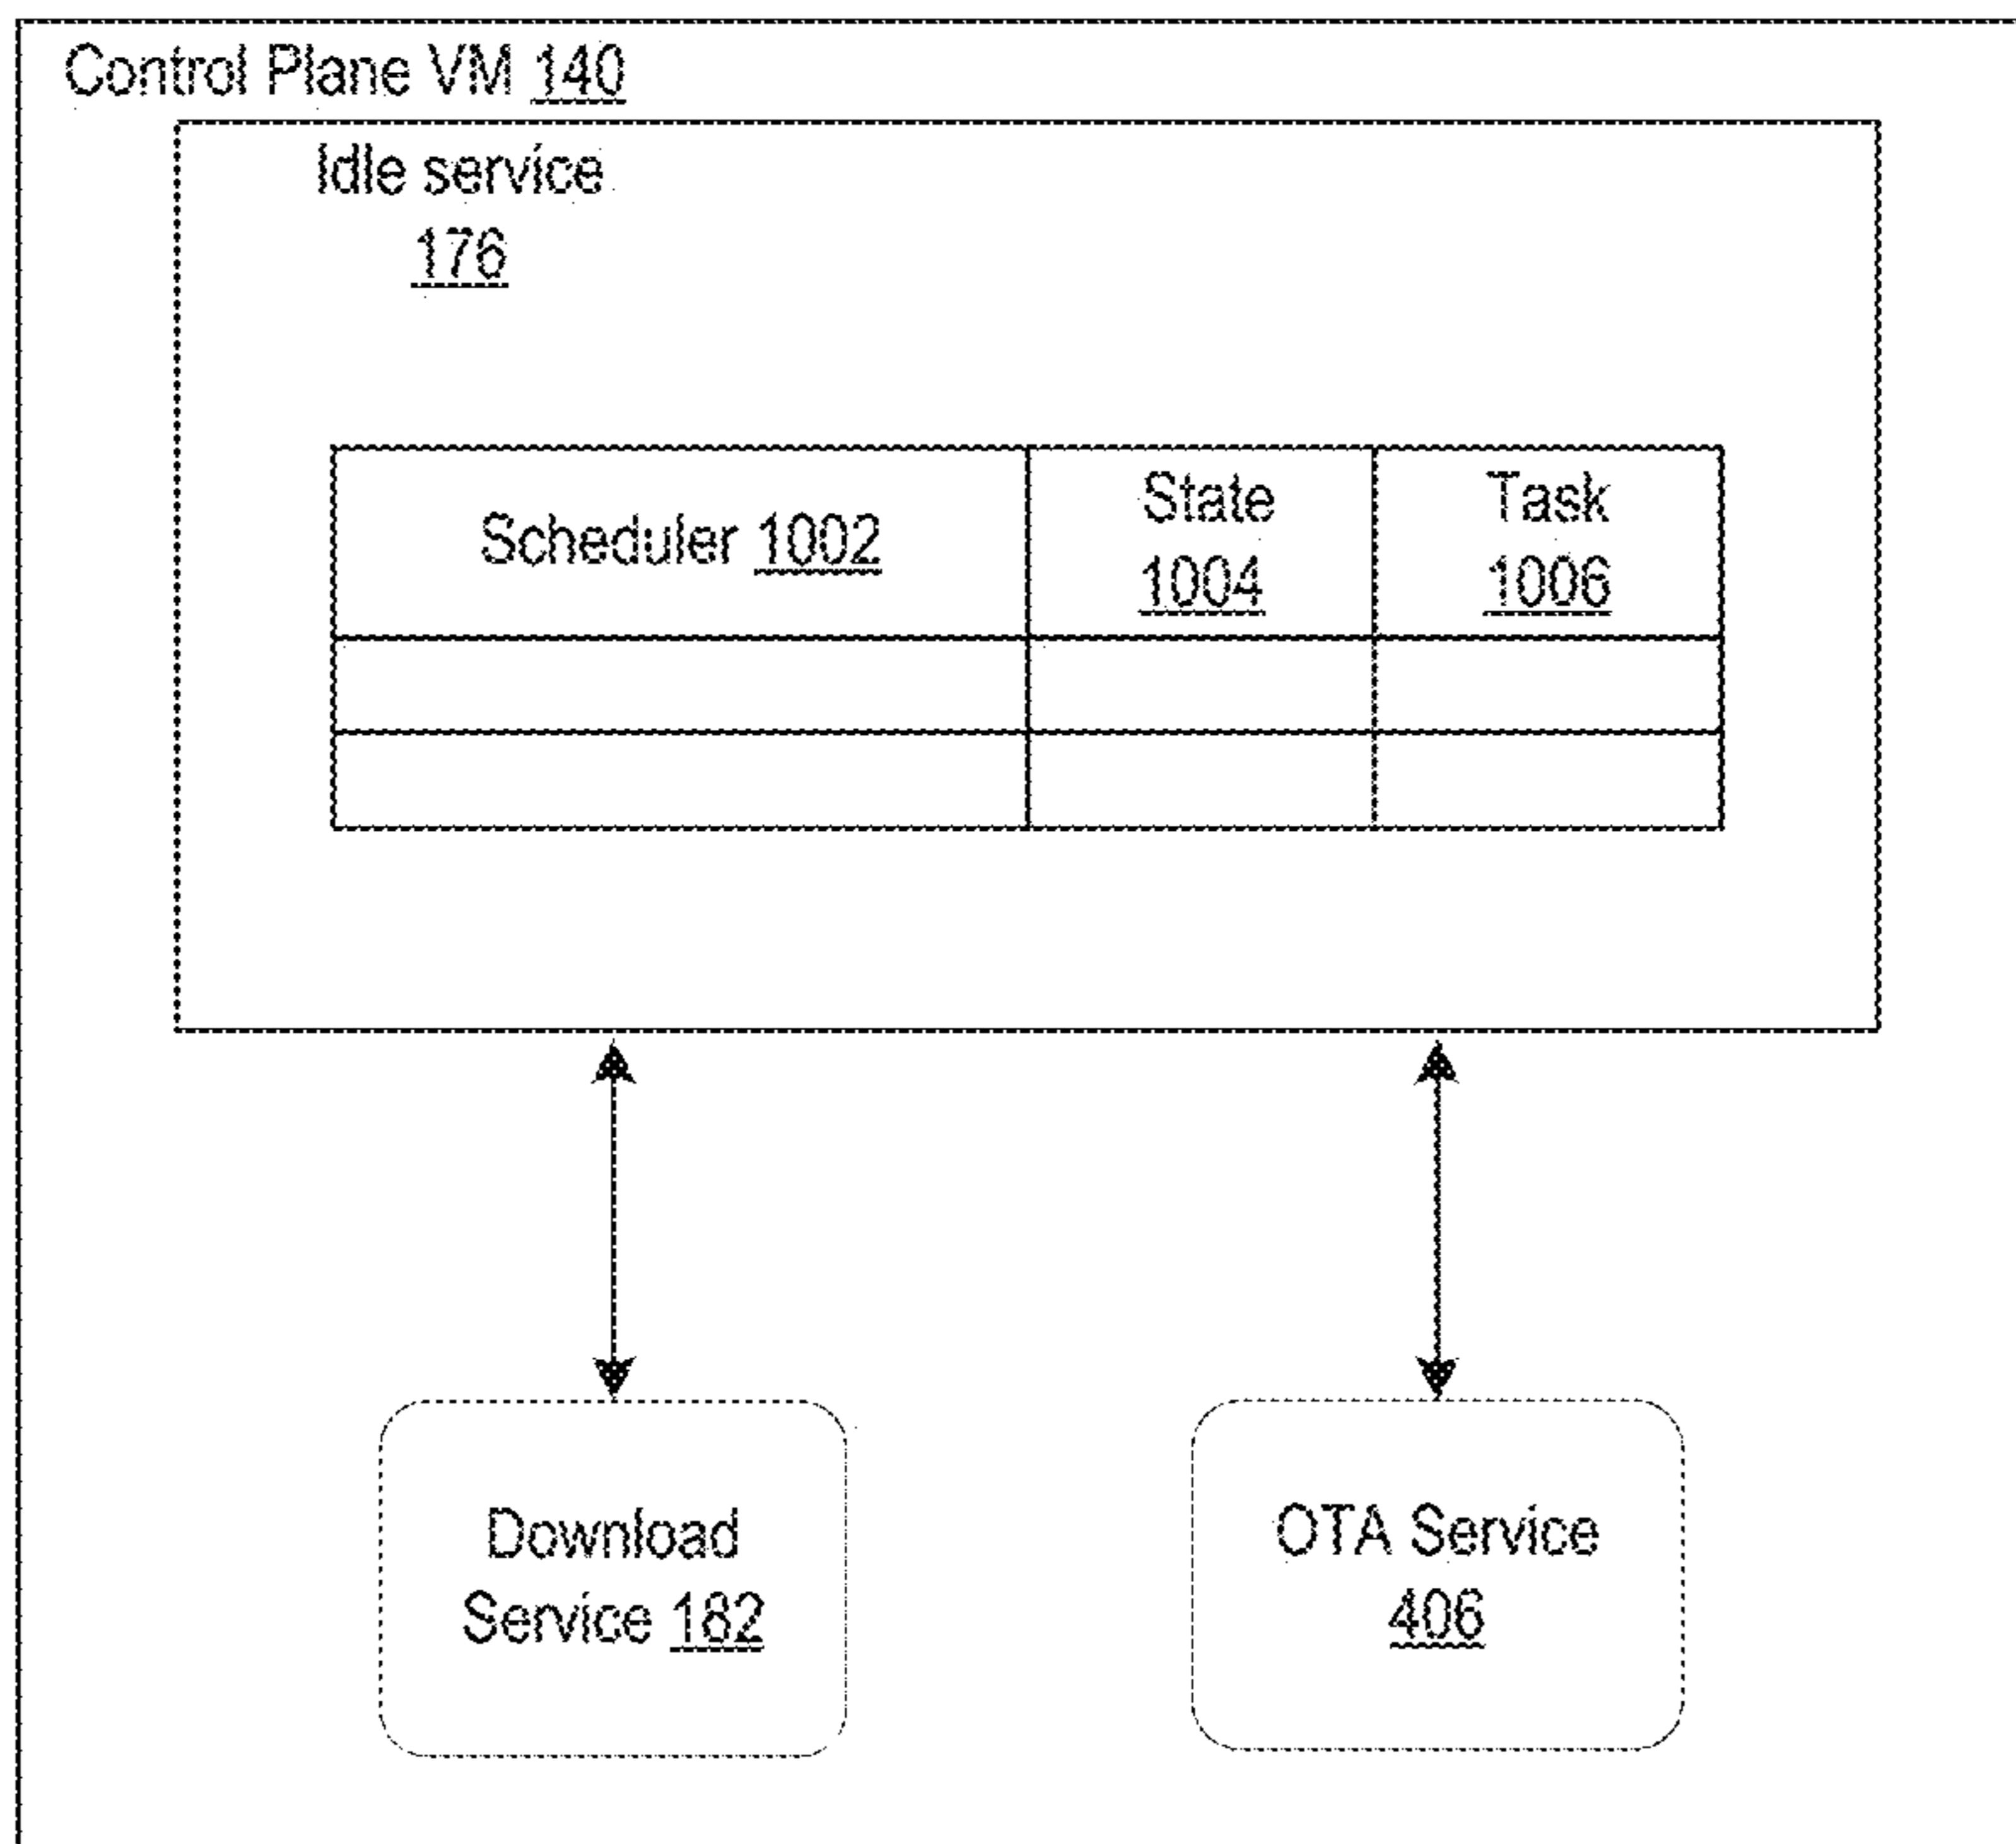 Control Plane VM 140
Idle service
176
Scheduler 1002
State
1004
Task
1006
Download
Service 182
OTA Service
406